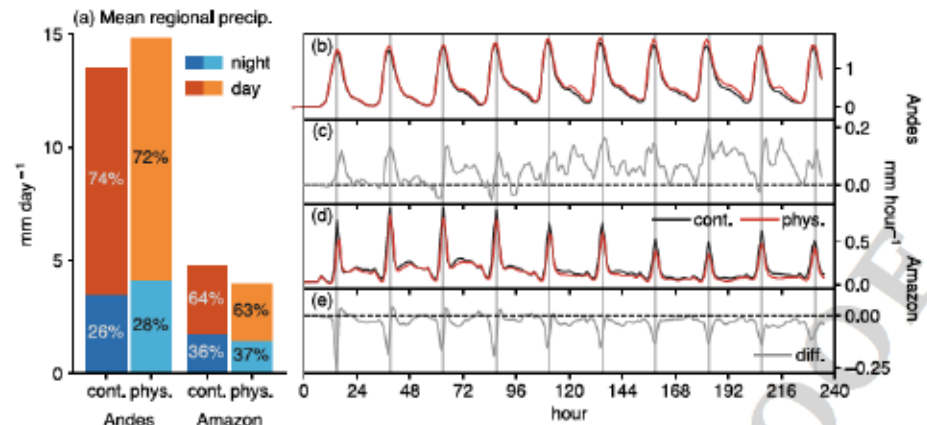 (a) Mean regional precip.
15
10
5
0
mm day⁻¹
night
day
74%
26%
72%
28%
64%
36%
63%
37%
cont. phys.
cont. phys.
Andes
Amazon
(b)
1
0
(c)
0.2
0.0
Andes
mm hour⁻¹
(d)
cont.
phys.
0.5
0.0
Amazon
(e)
0.00
−0.25
diff.
0 24 48 72 96 120 144 168 192 216 240
hour
OOF